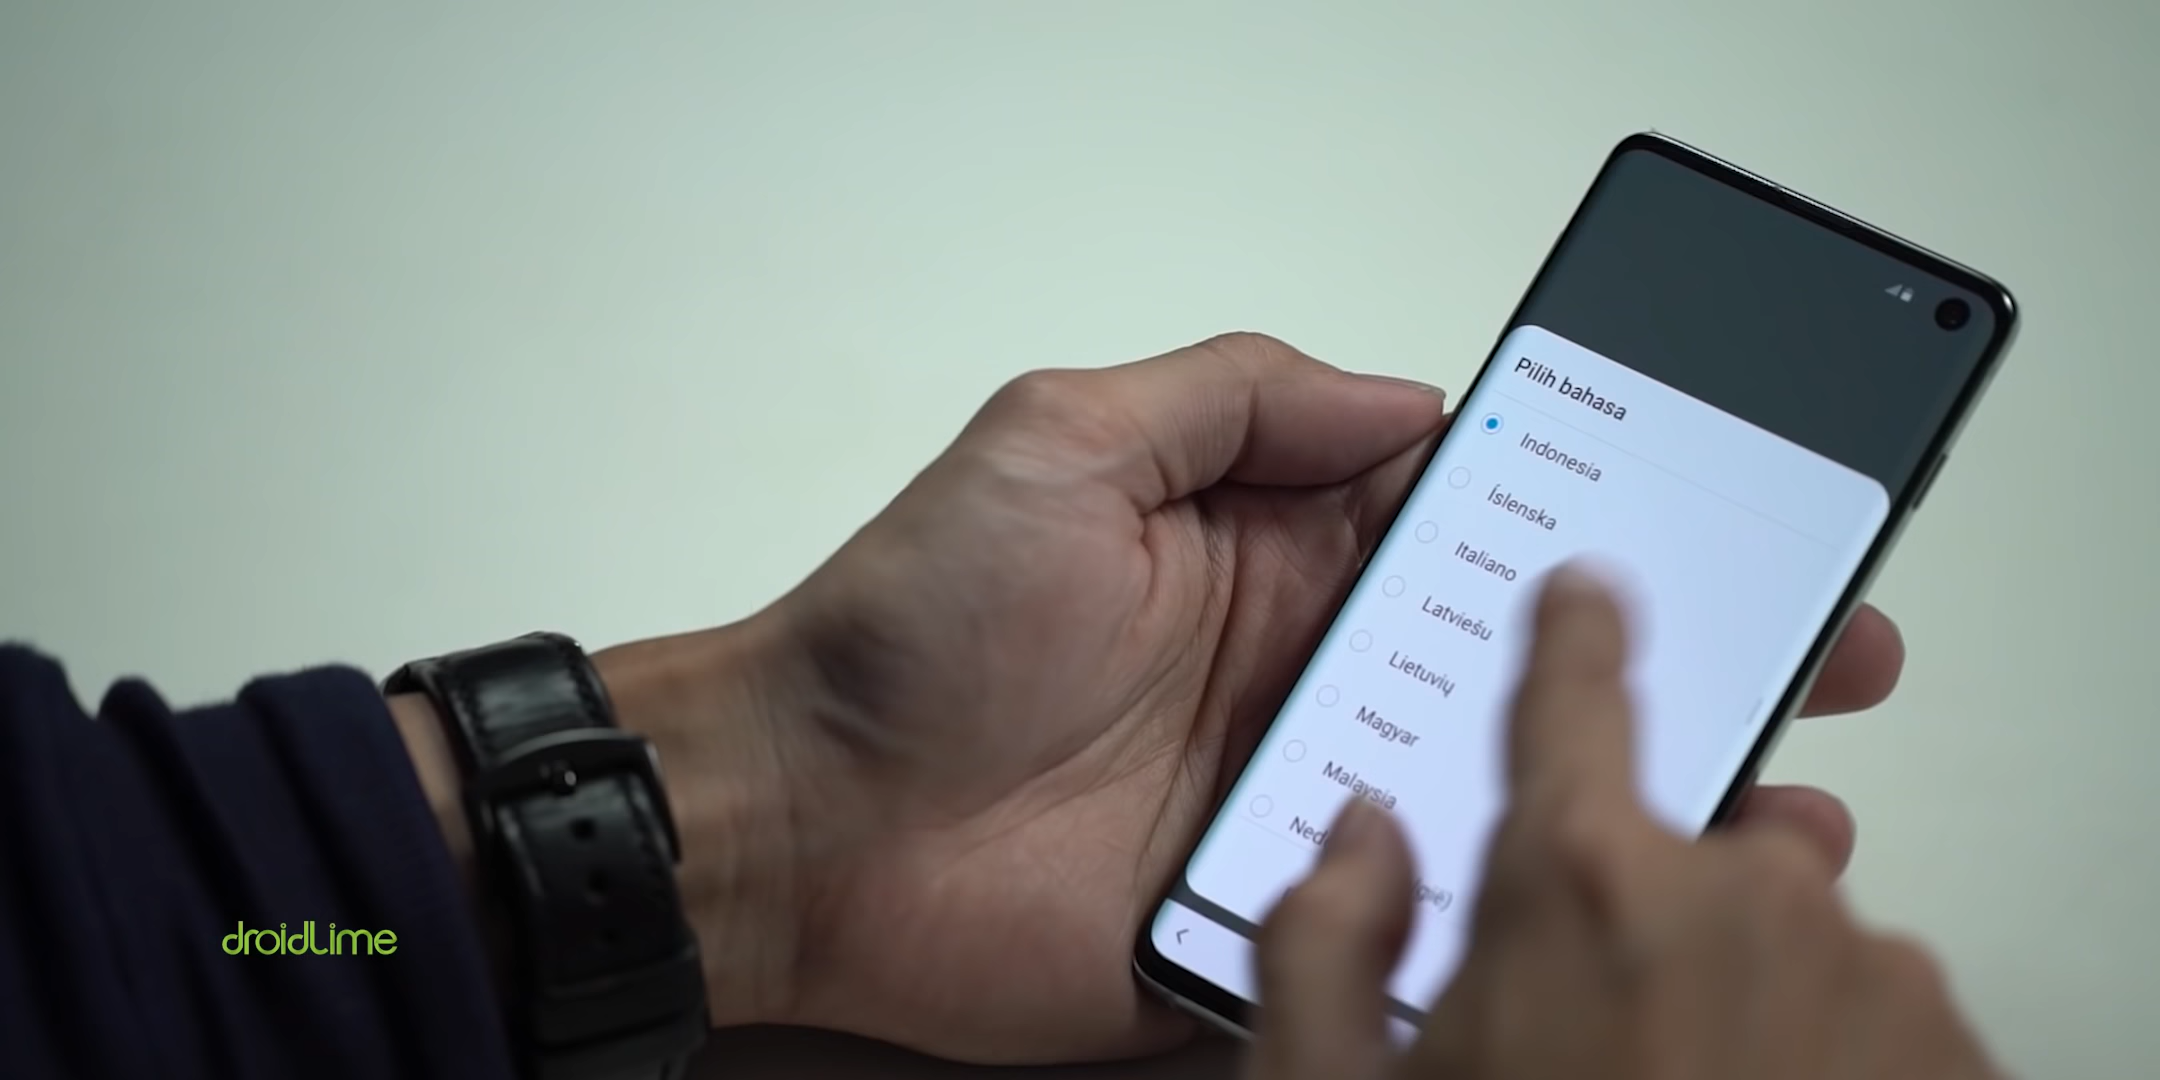 Pilih bahasa
Indonesia
Íslenska
Italiano
Latviešu
Lietuvių
Magyar
Malaysia
droidlime